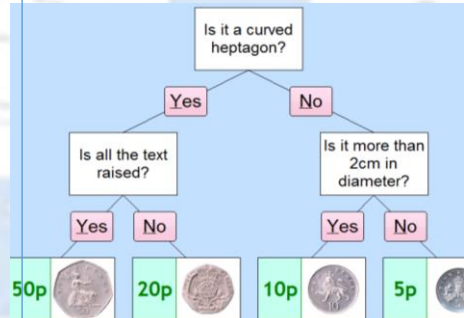 Is it a curved
heptagon?
Yes
No
Is all the text
raised?
Is it more than
2cm in
diameter?
Yes
No
Yes
No
50p
20p
10p
5p